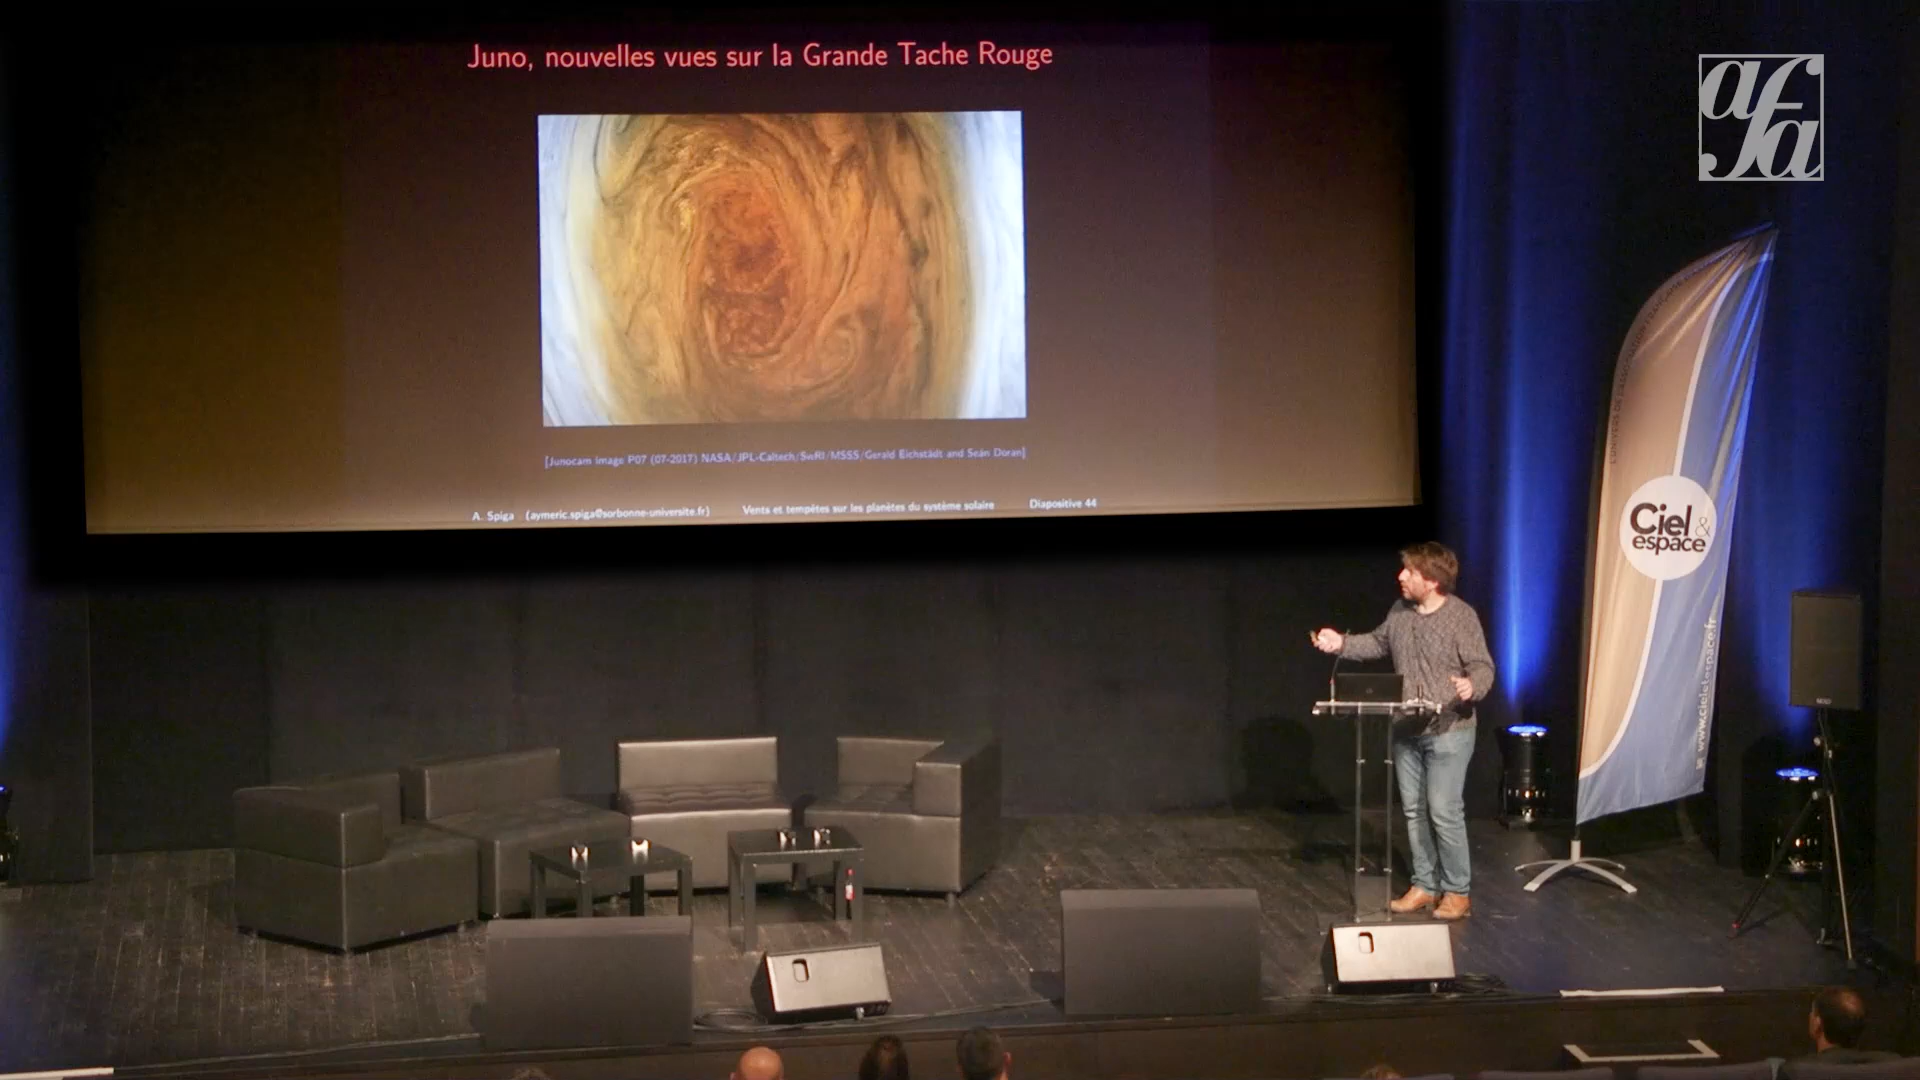 Juno, nouvelles vues sur la Grande Tache Rouge
[Junocam image P07 (07-2017) NASA/JPL-Caltech/SwRI/MSSS/Gerald Eichstädt and Seán Doran]
A. Spiga (aymeric.spiga@sorbonne-universite.fr) Vents et tempêtes sur les planètes du système solaire Diapositive 44
afa
Ciel &
espace
www.cieletespace.fr